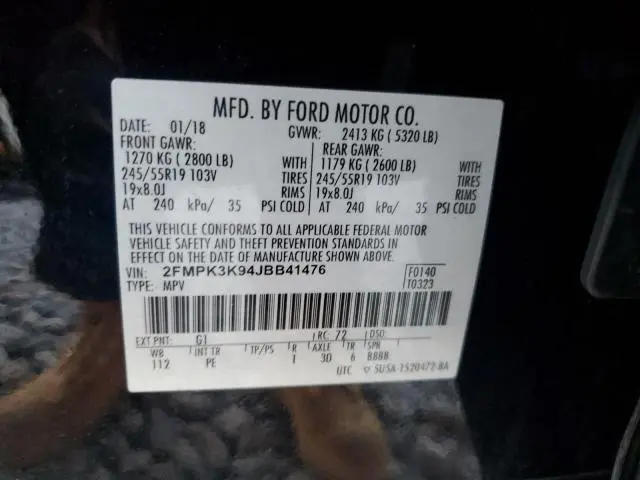 MFD. BY FORD MOTOR CO.
DATE: 01/18 GVWR: 2413 KG ( 5320 LB)
FRONT GAWR: REAR GAWR:
1270 KG ( 2800 LB) WITH 1179 KG ( 2600 LB) WITH
245/55R19 103V TIRES 245/55R19 103V TIRES
19x8.0J RIMS 19x8.0J RIMS
AT 240 kPa/ 35 PSI COLD AT 240 kPa/ 35 PSI COLD
THIS VEHICLE CONFORMS TO ALL APPLICABLE FEDERAL MOTOR
VEHICLE SAFETY AND THEFT PREVENTION STANDARDS IN
EFFECT ON THE DATE OF MANUFACTURE SHOWN ABOVE.
VIN: 2FMPK3K94JBB41476 F0140
TYPE: MPV T0323
EXT PNT: G1 RC: 72 DSO:
WB INT TR TP/PS R AXLE TR SPR
112 PE 1 30 6 BBBB
UTC 5U5A-1520472-BA